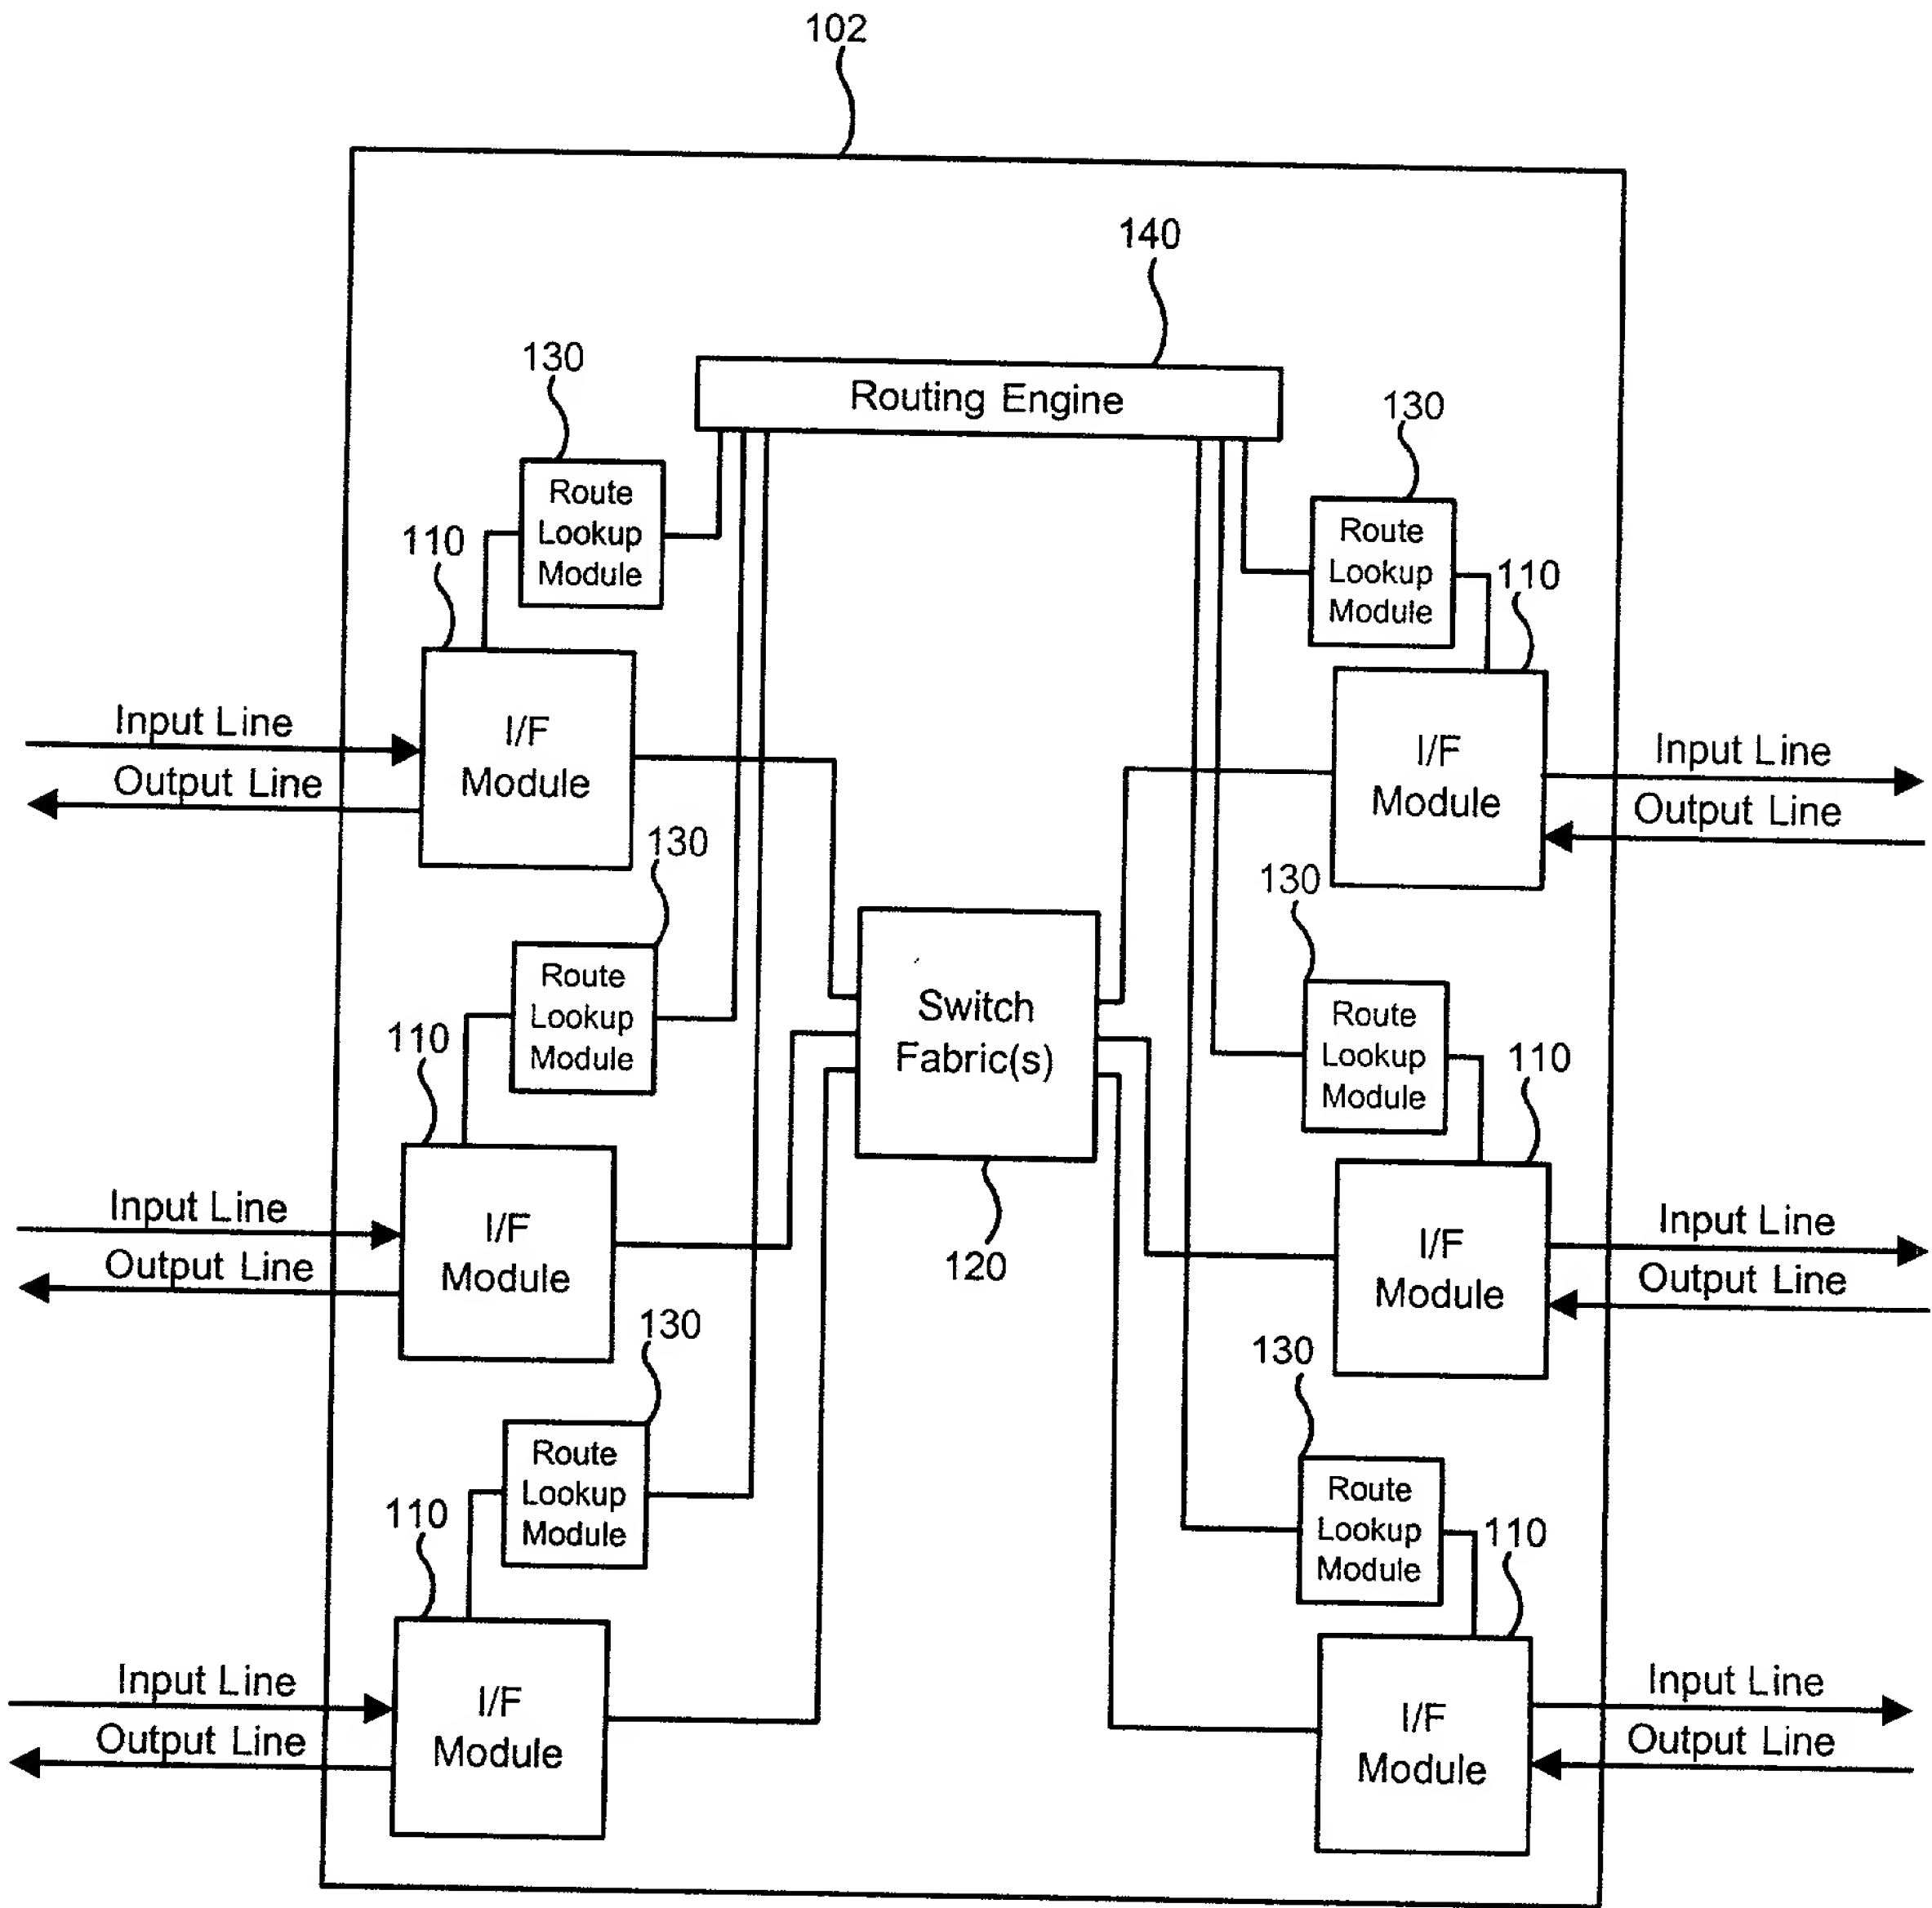 102
140
130
Routing Engine
130
Route
Lookup
Module
110
Route
Lookup
Module
110
Input Line
Output Line
I/F
Module
I/F
Module
Input Line
Output Line
130
130
Route
Lookup
Module
110
Switch
Fabric(s)
120
Route
Lookup
Module
110
Input Line
Output Line
I/F
Module
I/F
Module
Input Line
Output Line
130
130
Route
Lookup
Module
110
Route
Lookup
Module
110
Input Line
Output Line
I/F
Module
I/F
Module
Input Line
Output Line